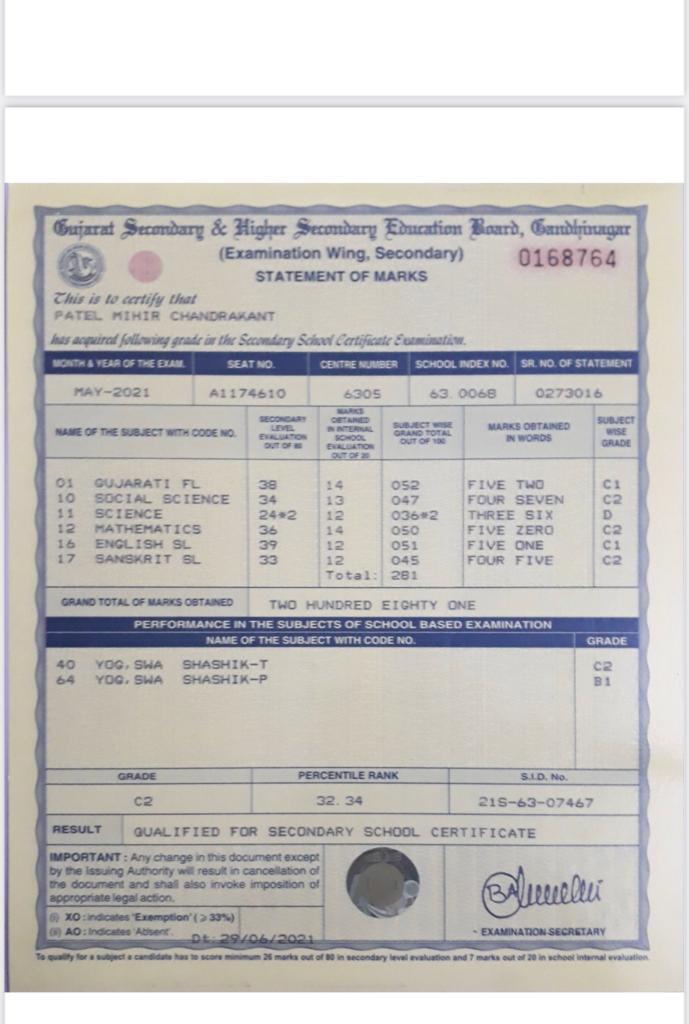 Gujarat Secondary & Higher Secondary Education Board, Gandhinagar
(Examination Wing, Secondary)
0168764
STATEMENT OF MARKS
This is to certify that
PATEL MIHIR CHANDRAKANT
has acquired following grade in the Secondary School Certificate Examination.
MONTH & YEAR OF THE EXAM. SEAT NO. CENTRE NUMBER SCHOOL INDEX NO. SR. NO. OF STATEMENT
MAY-2021 A1174610 6305 63.0068 0273016
NAME OF THE SUBJECT WITH CODE NO. SECONDARY LEVEL EVALUATION OUT OF 80 MARKS OBTAINED IN INTERNAL SCHOOL EVALUATION OUT OF 20 SUBJECT WISE GRAND TOTAL OUT OF 100 MARKS OBTAINED IN WORDS SUBJECT WISE GRADE
01 GUJARATI FL 38 14 052 FIVE TWO C1
10 SOCIAL SCIENCE 34 13 047 FOUR SEVEN C2
11 SCIENCE 24*2 12 036*2 THREE SIX D
12 MATHEMATICS 36 14 050 FIVE ZERO C2
16 ENGLISH SL 39 12 051 FIVE ONE C1
17 SANSKRIT SL 33 12 045 FOUR FIVE C2
Total: 281
GRAND TOTAL OF MARKS OBTAINED TWO HUNDRED EIGHTY ONE
PERFORMANCE IN THE SUBJECTS OF SCHOOL BASED EXAMINATION
NAME OF THE SUBJECT WITH CODE NO. GRADE
40 YOG, SWA SHASHIK-T C2
64 YOG, SWA SHASHIK-P B1
GRADE PERCENTILE RANK S.I.D. No.
C2 32.34 21S-63-07467
RESULT QUALIFIED FOR SECONDARY SCHOOL CERTIFICATE
IMPORTANT : Any change in this document except
by the Issuing Authority will result in cancellation of
the document and shall also invoke imposition of
appropriate legal action.
(i) XO : indicates 'Exemption' (⩾ 33%)
(ii) AO : Indicates 'Absent'.
Dt: 29/06/2021
- EXAMINATION SECRETARY
To qualify for a subject a candidate has to score minimum 26 marks out of 80 in secondary level evaluation and 7 marks out of 20 in school internal evaluation.